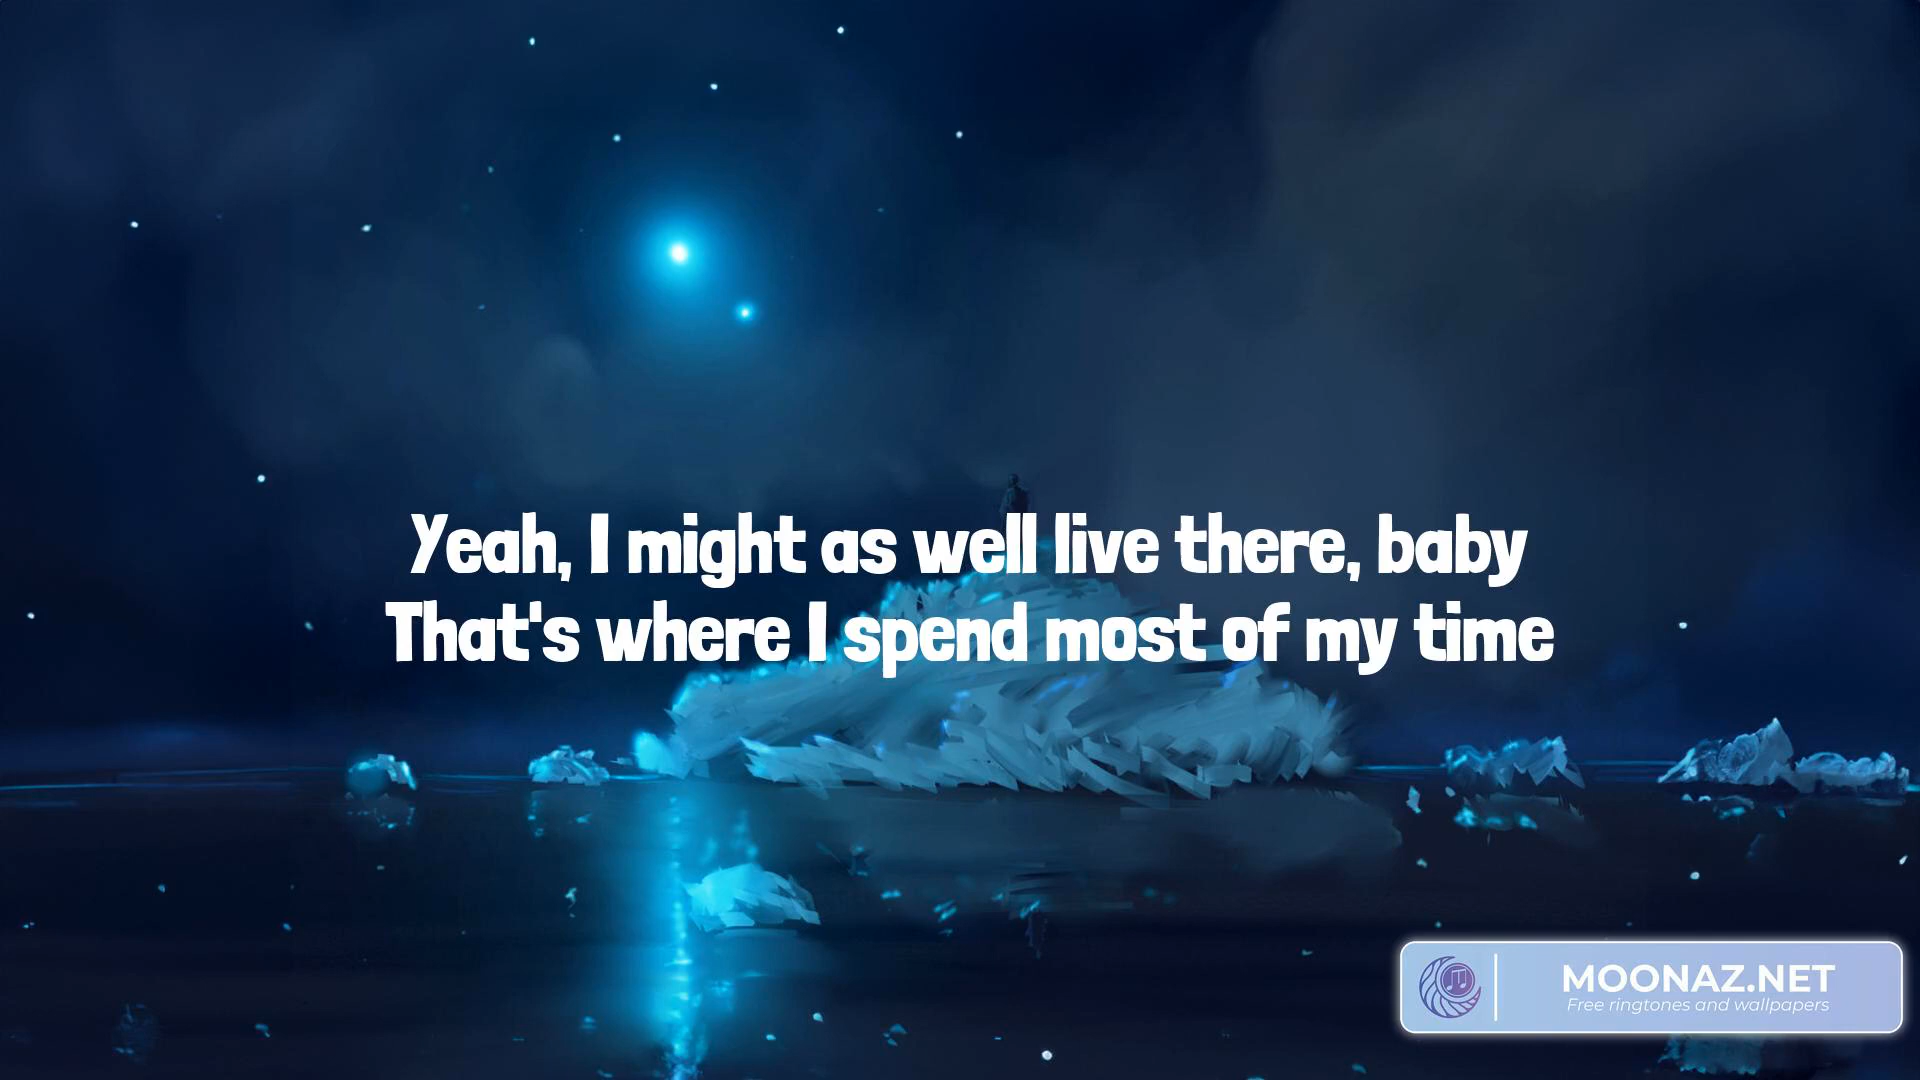 Yeah, I might as well live there, baby
That's where I spend most of my time
MOONAZ.NET
Free ringtones and wallpapers